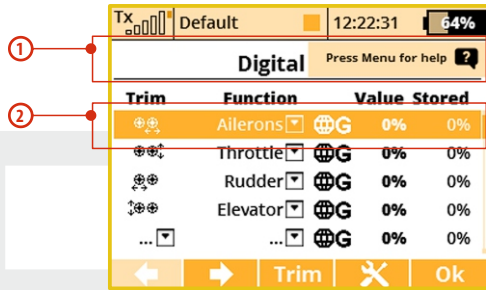 Tx Default 12:22:31 64%
1
Digital Press Menu for help ?
Trim Function Value Stored
2
Ailerons G 0% 0%
Throttle G 0% 0%
Rudder G 0% 0%
Elevator G 0% 0%
... ... G 0% 0%
Trim Ok